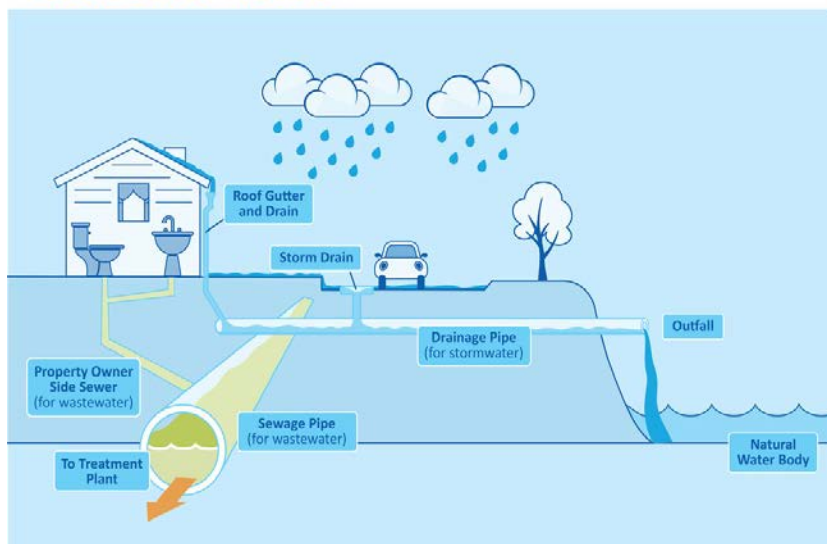 Roof Gutter
and Drain
Storm Drain
Drainage Pipe
(for stormwater)
Outfall
Property Owner
Side Sewer
(for wastewater)
Sewage Pipe
(for wastewater)
To Treatment
Plant
Natural
Water Body